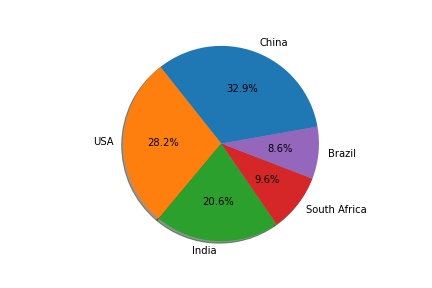 China
32.9%
USA
28.2%
8.6%
Brazil
9.6%
20.6%
South Africa
India